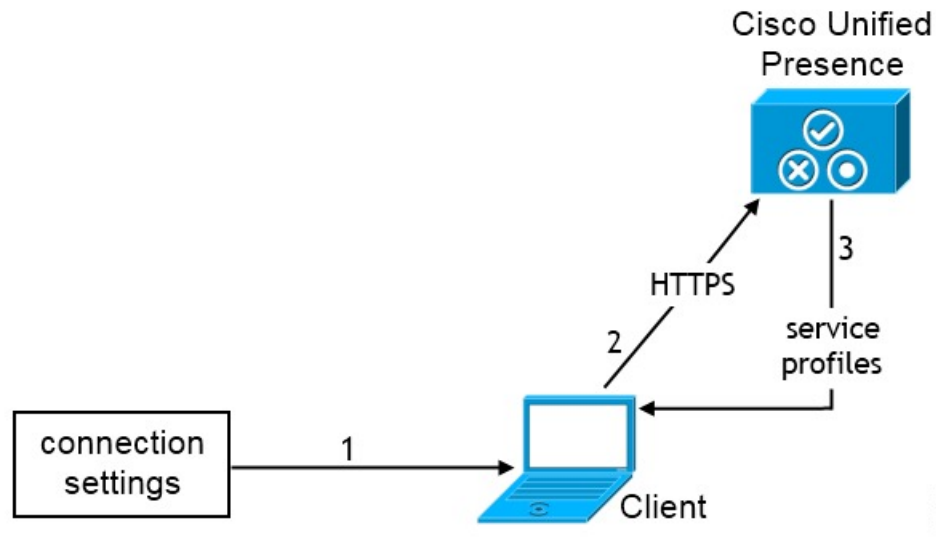 Cisco Unified
Presence
3
HTTPS
service
profiles
2
connection
settings
1
Client